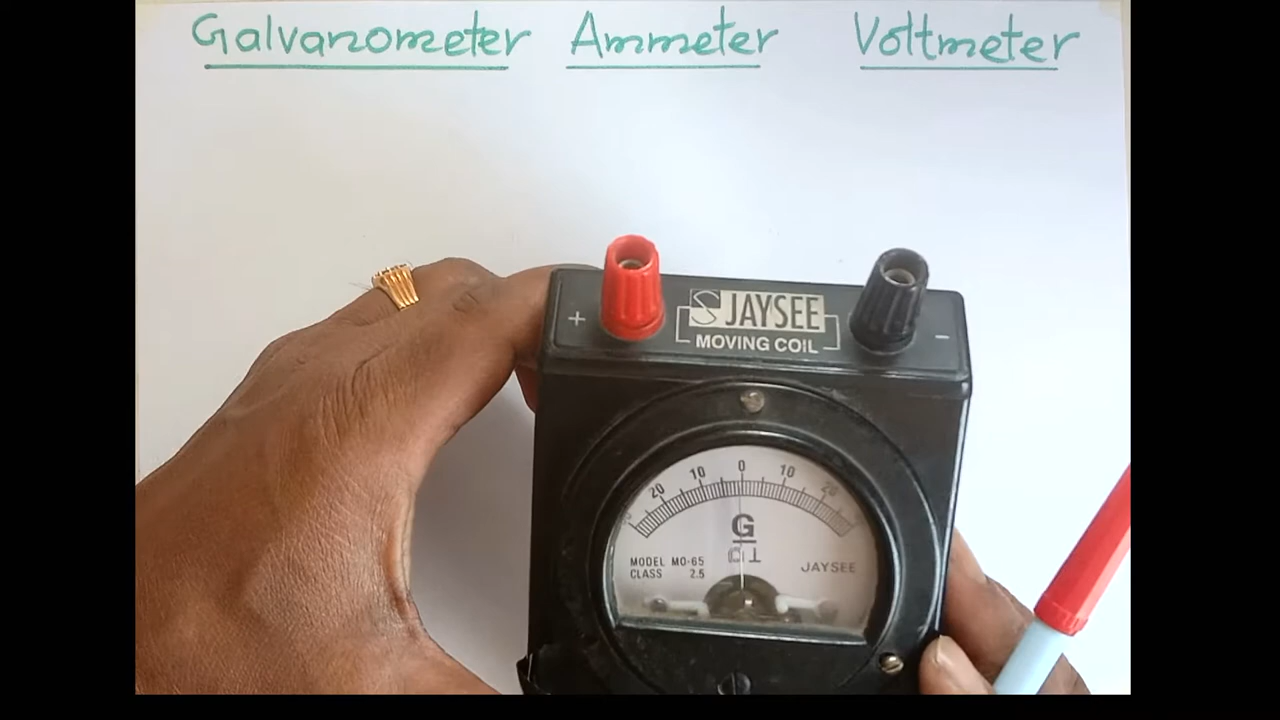 Galvanometer Ammeter Voltmeter
JAYSEE
+ MOVING COIL -
20 10 0 10 20
G
MODEL MO-65
CLASS 2.5
JAYSEE